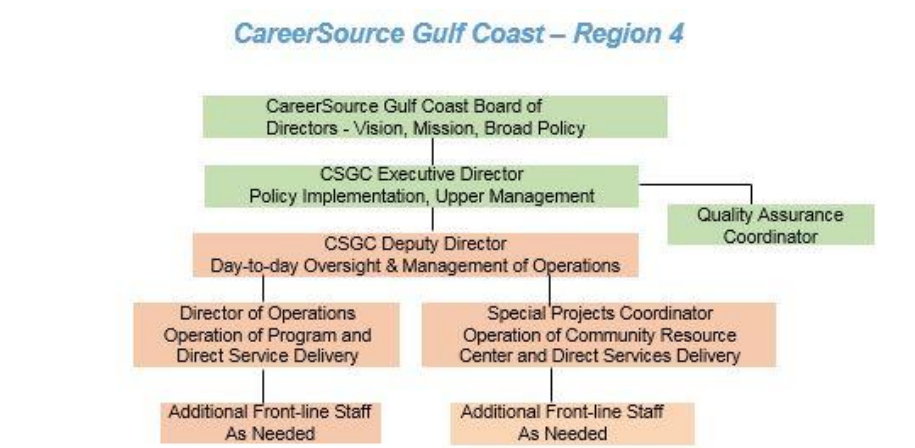 CareerSource Gulf Coast – Region 4
CareerSource Gulf Coast Board of
Directors - Vision, Mission, Broad Policy
CSGC Executive Director
Policy Implementation, Upper Management
Quality Assurance
Coordinator
CSGC Deputy Director
Day-to-day Oversight & Management of Operations
Director of Operations
Operation of Program and
Direct Service Delivery
Special Projects Coordinator
Operation of Community Resource
Center and Direct Services Delivery
Additional Front-line Staff
As Needed
Additional Front-line Staff
As Needed